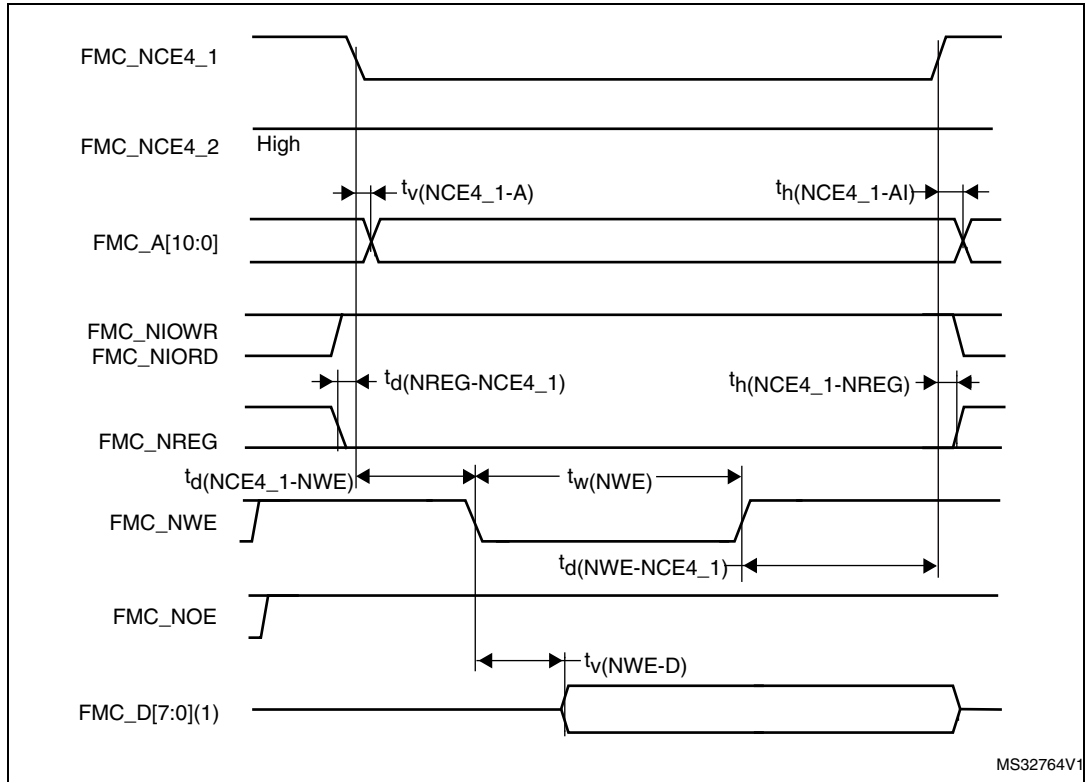 FMC_NCE4_1
FMC_NCE4_2
High
tv(NCE4_1-A)
th(NCE4_1-AI)
FMC_A[10:0]
FMC_NIOWR
FMC_NIORD
td(NREG-NCE4_1)
th(NCE4_1-NREG)
FMC_NREG
td(NCE4_1-NWE)
tw(NWE)
FMC_NWE
td(NWE-NCE4_1)
FMC_NOE
tv(NWE-D)
FMC_D[7:0](1)
MS32764V1